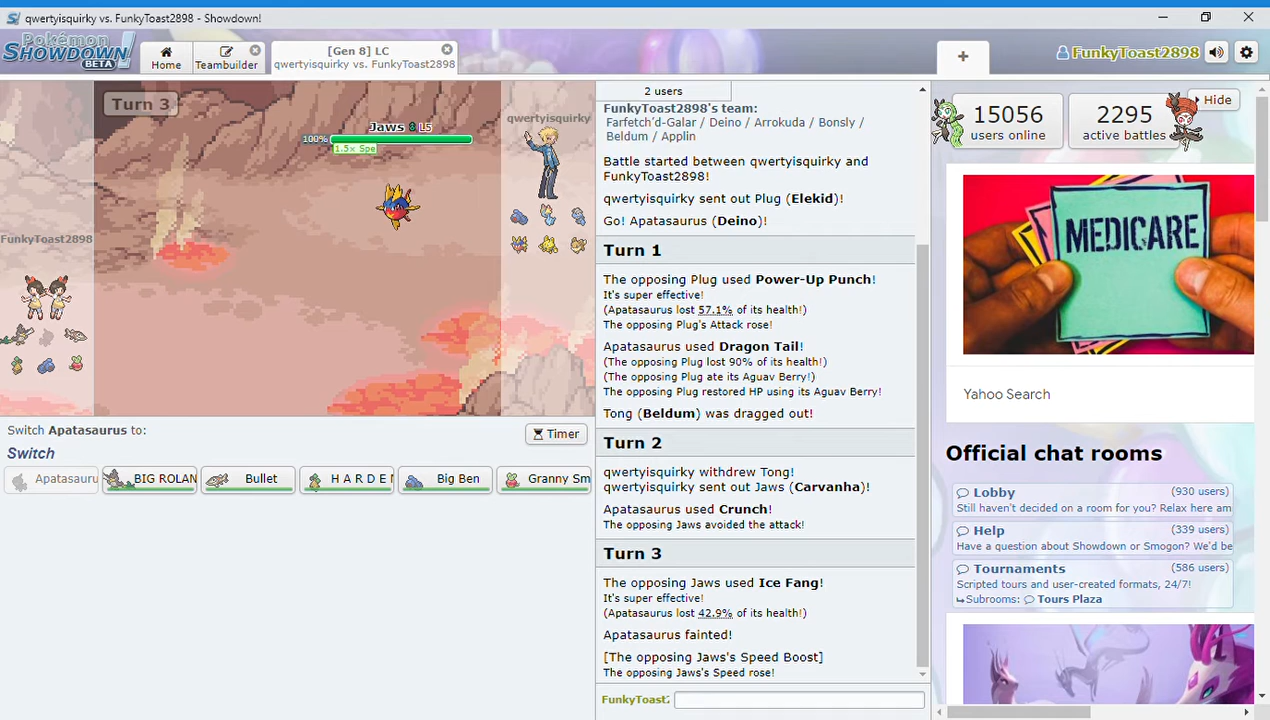 qwertyisquirky vs. FunkyToast2898 - Showdown!
Pokémon
SHOWDOWN!
BETA
Home
Teambuilder
[Gen 8] LC
qwertyisquirky vs. FunkyToast2898
+
FunkyToast2898
Turn 3
Jaws L5
100%
1.5× Spe
qwertyisquirky
FunkyToast2898
Switch Apatasaurus to:
Timer
Switch
Apatasauru
BIG ROLAN
Bullet
H A R D E
Big Ben
Granny Sm
2 users
FunkyToast2898's team:
Farfetch'd-Galar / Deino / Arrokuda / Bonsly /
Beldum / Applin
Battle started between qwertyisquirky and
FunkyToast2898!
qwertyisquirky sent out Plug (Elekid)!
Go! Apatasaurus (Deino)!
Turn 1
The opposing Plug used Power-Up Punch!
It's super effective!
(Apatasaurus lost 57.1% of its health!)
The opposing Plug's Attack rose!
Apatasaurus used Dragon Tail!
(The opposing Plug lost 90% of its health!)
(The opposing Plug ate its Aguav Berry!)
The opposing Plug restored HP using its Aguav Berry!
Tong (Beldum) was dragged out!
Turn 2
qwertyisquirky withdrew Tong!
qwertyisquirky sent out Jaws (Carvanha)!
Apatasaurus used Crunch!
The opposing Jaws avoided the attack!
Turn 3
The opposing Jaws used Ice Fang!
It's super effective!
(Apatasaurus lost 42.9% of its health!)
Apatasaurus fainted!
[The opposing Jaws's Speed Boost]
The opposing Jaws's Speed rose!
FunkyToast2
15056
users online
2295
active battles
Hide
MEDICARE
Yahoo Search
Official chat rooms
Lobby (930 users)
Still haven't decided on a room for you? Relax here am
Help (339 users)
Have a question about Showdown or Smogon? We'd be
Tournaments (586 users)
Scripted tours and user-created formats, 24/7!
Subrooms: Tours Plaza